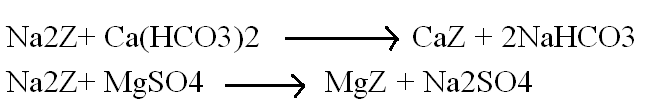 Na2Z+ Ca(HCO3)2 ⟶ CaZ + 2NaHCO3
Na2Z+ MgSO4 ⟶ MgZ + Na2SO4